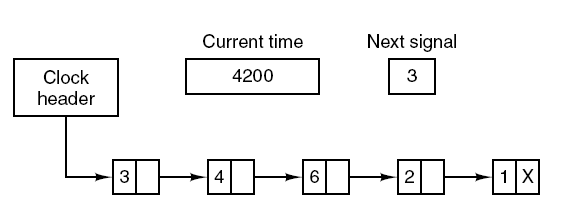 Current time
Next signal
Clock
header
4200
3
3
4
6
2
1
X